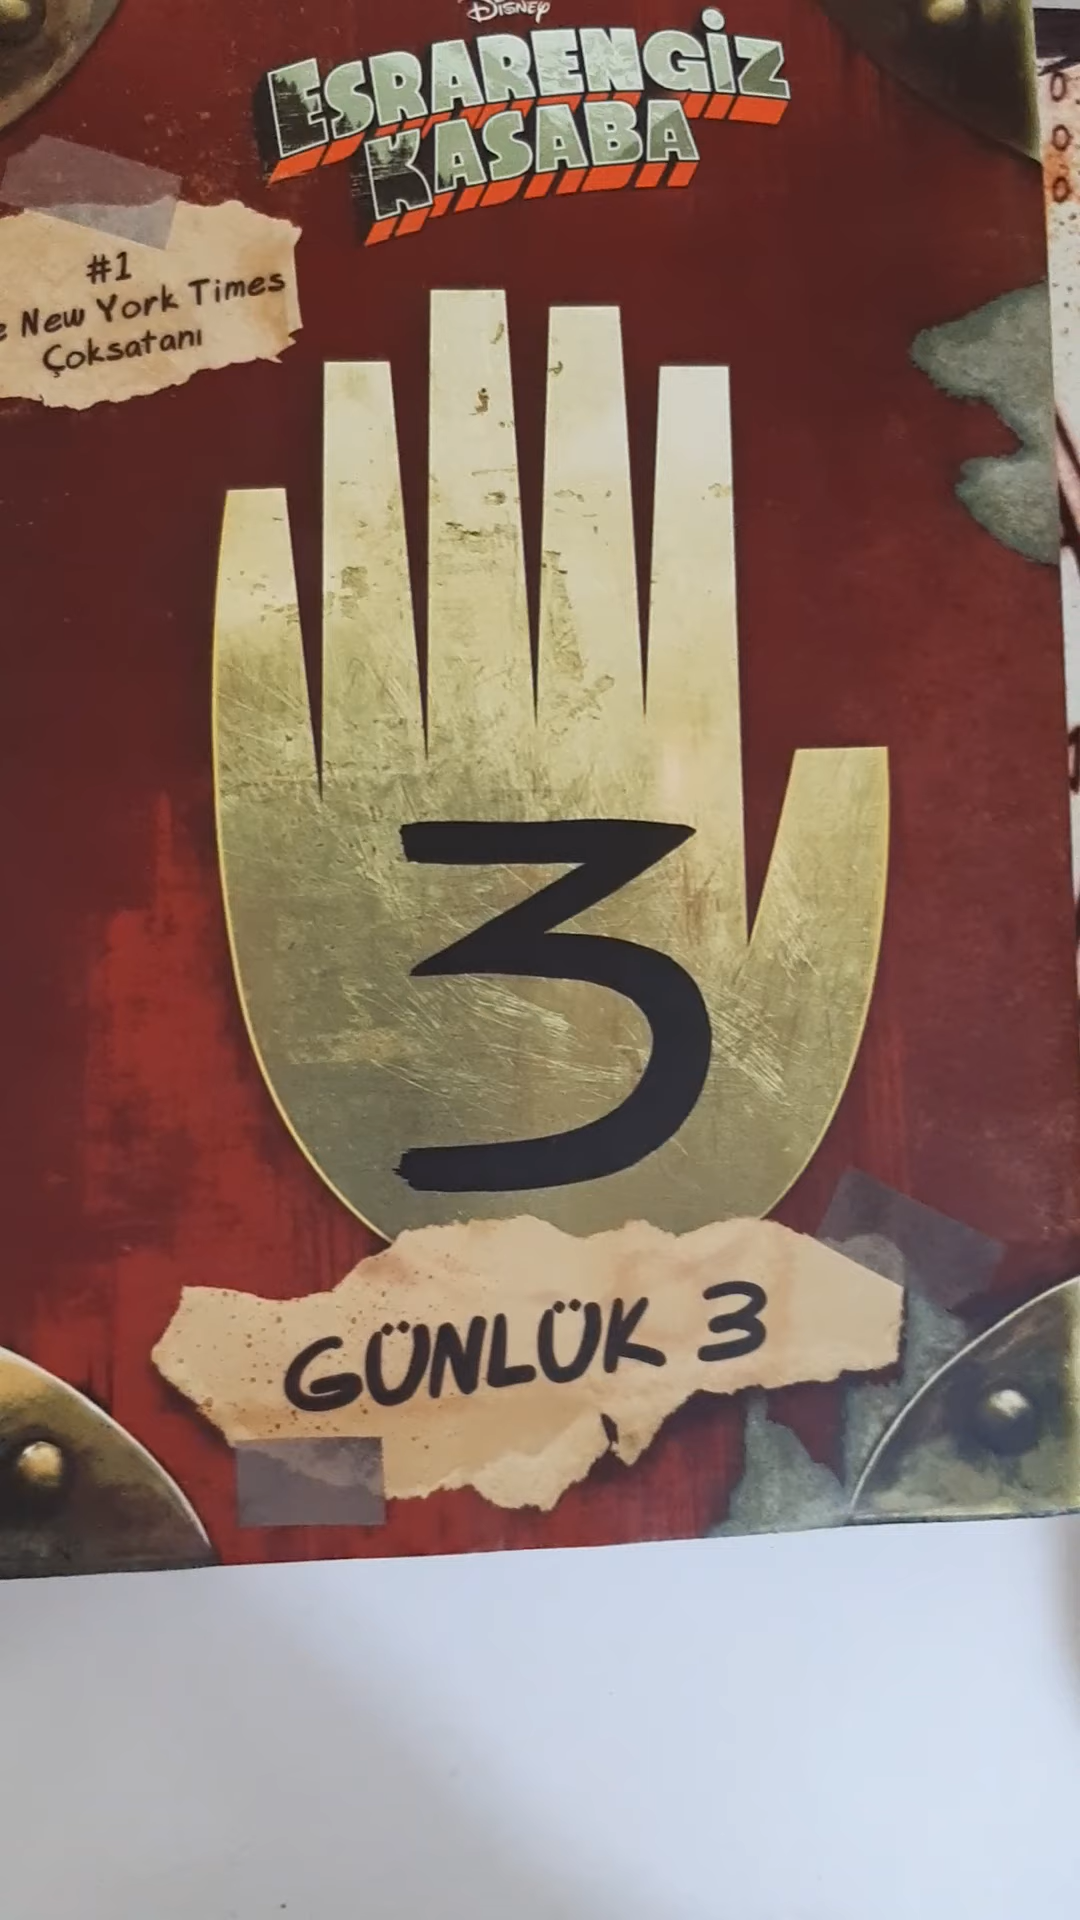 Disney
ESRARENGİZ
KASABA
#1
New York Times
Çoksatanı
3
GÜNLÜK 3